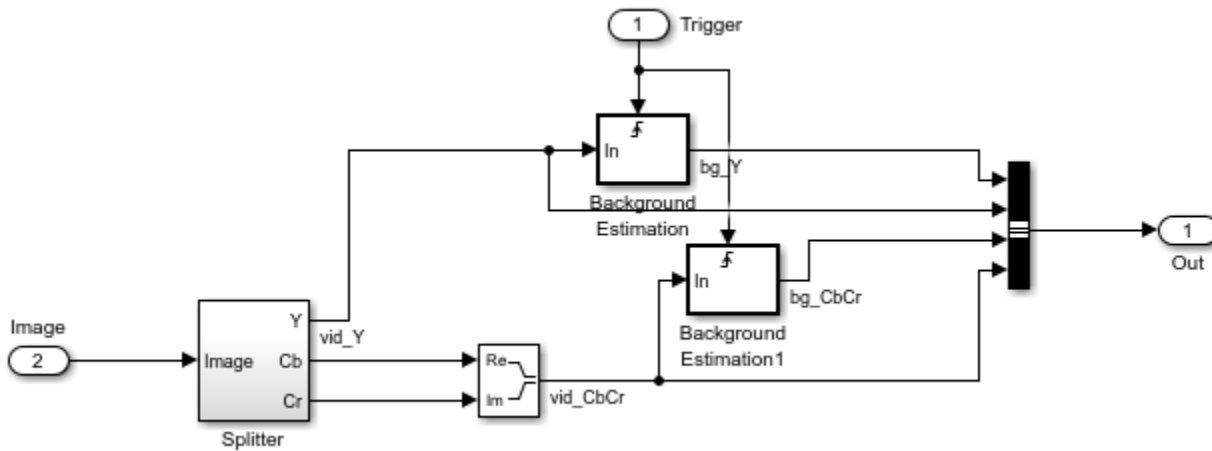 1
Trigger
In
bg_Y
Background
Estimation
In
bg_CbCr
Background
Estimation1
1
Out
Image
2
Image
Y
Cb
Cr
vid_Y
Splitter
Re
Im
vid_CbCr